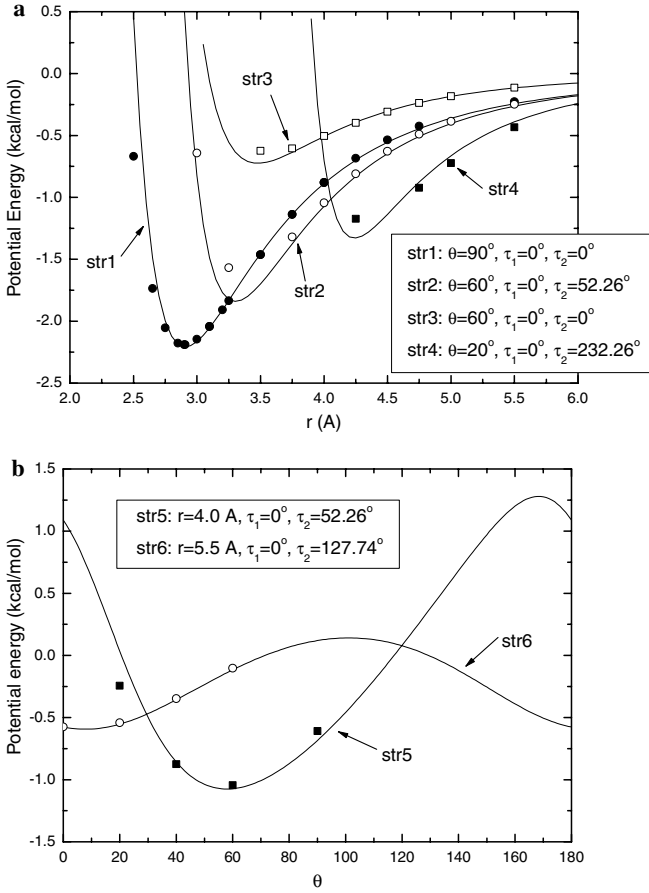 a
0.5
0.0
-0.5
-1.0
-1.5
-2.0
-2.5
Potential Energy (kcal/mol)
str3
str4
str1
str2
str1: θ=90°, τ₁=0°, τ₂=0°
str2: θ=60°, τ₁=0°, τ₂=52.26°
str3: θ=60°, τ₁=0°, τ₂=0°
str4: θ=20°, τ₁=0°, τ₂=232.26°
2.0 2.5 3.0 3.5 4.0 4.5 5.0 5.5 6.0
r (A)
b
1.5
1.0
0.5
0.0
-0.5
-1.0
-1.5
Potential energy (kcal/mol)
str5: r=4.0 A, τ₁=0°, τ₂=52.26°
str6: r=5.5 A, τ₁=0°, τ₂=127.74°
str6
str5
0 20 40 60 80 100 120 140 160 180
θ